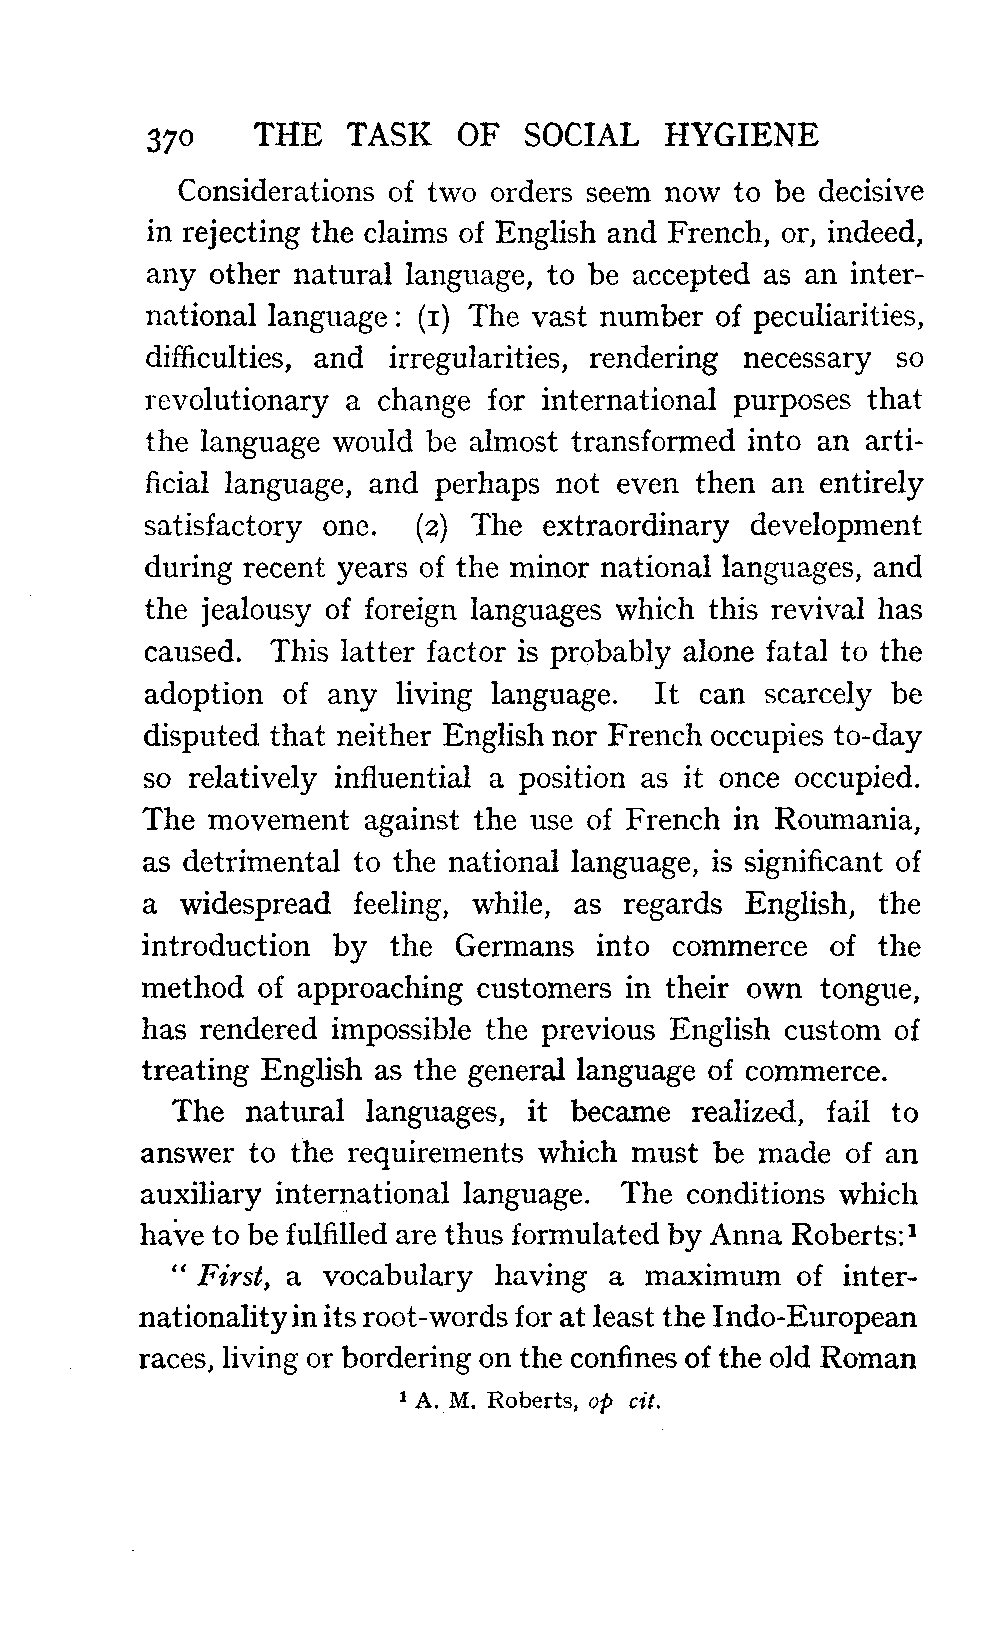 370 THE TASK OF SOCIAL HYGIENE
Considerations of two orders seem now to be decisive
in rejecting the claims of English and French, or, indeed,
any other natural language, to be accepted as an inter-
national language: (1) The vast number of peculiarities,
difficulties, and irregularities, rendering necessary so
revolutionary a change for international purposes that
the language would be almost transformed into an arti-
ficial language, and perhaps not even then an entirely
satisfactory one. (2) The extraordinary development
during recent years of the minor national languages, and
the jealousy of foreign languages which this revival has
caused. This latter factor is probably alone fatal to the
adoption of any living language. It can scarcely be
disputed that neither English nor French occupies to-day
so relatively influential a position as it once occupied.
The movement against the use of French in Roumania,
as detrimental to the national language, is significant of
a widespread feeling, while, as regards English, the
introduction by the Germans into commerce of the
method of approaching customers in their own tongue,
has rendered impossible the previous English custom of
treating English as the general language of commerce.
The natural languages, it became realized, fail to
answer to the requirements which must be made of an
auxiliary international language. The conditions which
have to be fulfilled are thus formulated by Anna Roberts:¹
“ First, a vocabulary having a maximum of inter-
nationality in its root-words for at least the Indo-European
races, living or bordering on the confines of the old Roman
¹ A. M. Roberts, op cit.